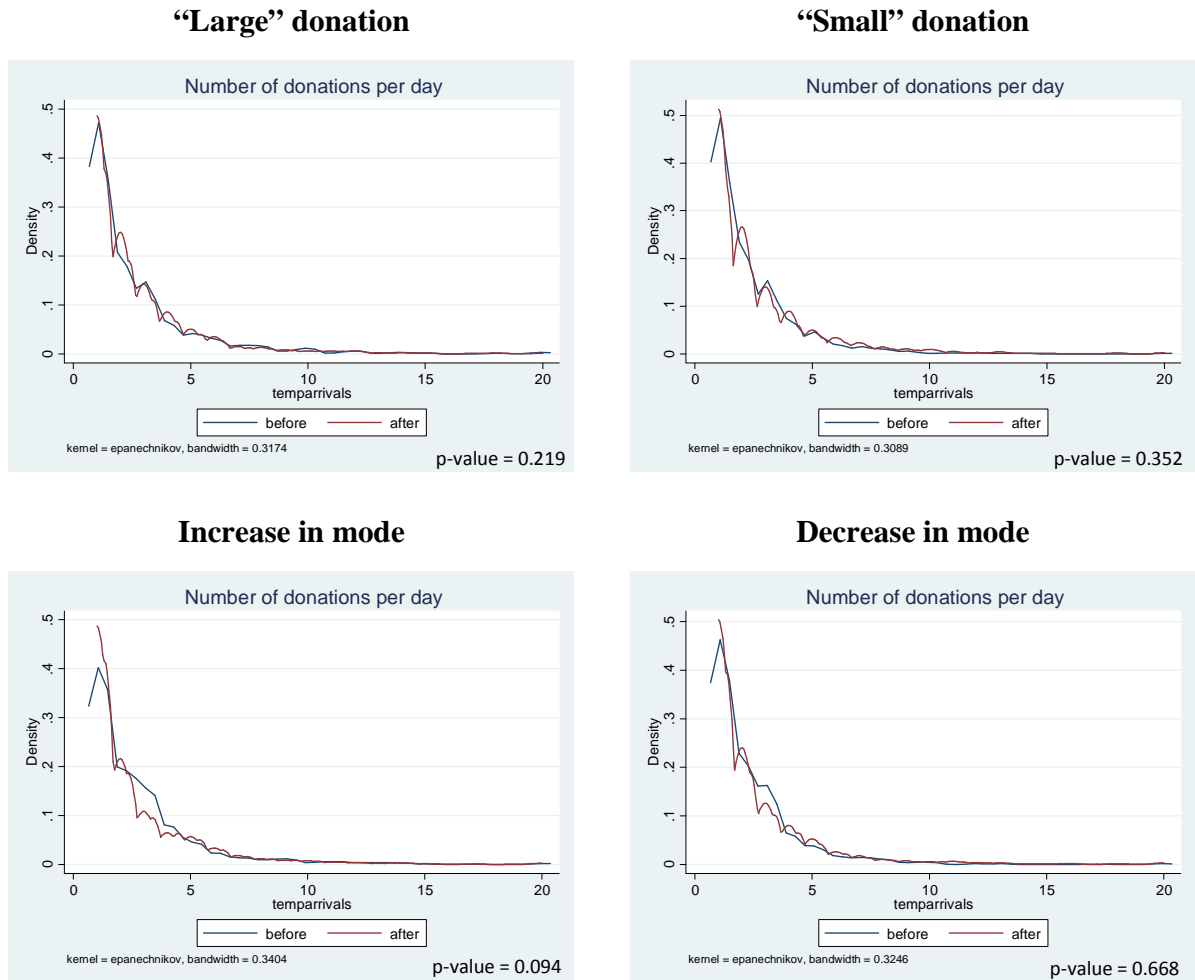 “Large” donation
“Small” donation
Number of donations per day
.5
.4
.3
.2
.1
0
Density
0 5 10 15 20
temparrivals
before after
kernel = epanechnikov, bandwidth = 0.3174
p-value = 0.219
Number of donations per day
.5
.4
.3
.2
.1
0
Density
0 5 10 15 20
temparrivals
before after
kernel = epanechnikov, bandwidth = 0.3089
p-value = 0.352
Increase in mode
Decrease in mode
Number of donations per day
.5
.4
.3
.2
.1
0
Density
0 5 10 15 20
temparrivals
before after
kernel = epanechnikov, bandwidth = 0.3404
p-value = 0.094
Number of donations per day
.5
.4
.3
.2
.1
0
Density
0 5 10 15 20
temparrivals
before after
kernel = epanechnikov, bandwidth = 0.3246
p-value = 0.668